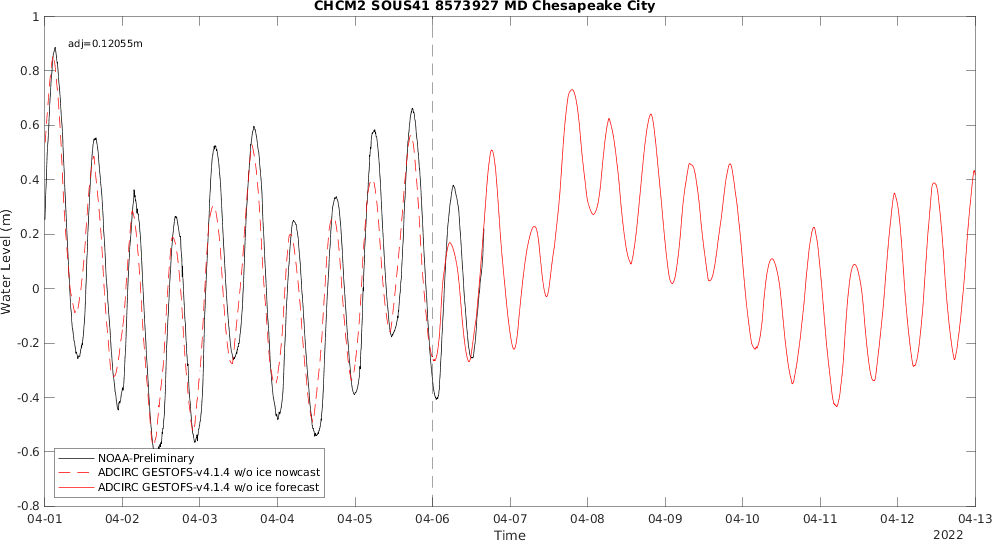 CHCM2 SOUS41 8573927 MD Chesapeake City
adj=0.12055m
1
0.8
0.6
0.4
0.2
0
-0.2
-0.4
-0.6
-0.8
Water Level (m)
NOAA-Preliminary
ADCIRC GESTOFS-v4.1.4 w/o ice nowcast
ADCIRC GESTOFS-v4.1.4 w/o ice forecast
04-01 04-02 04-03 04-04 04-05 04-06 04-07 04-08 04-09 04-10 04-11 04-12 04-13
Time
2022